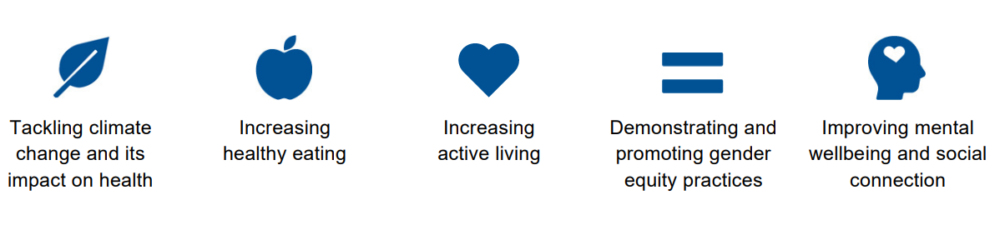 Tackling climate
change and its
impact on health
Increasing
healthy eating
Increasing
active living
Demonstrating and
promoting gender
equity practices
Improving mental
wellbeing and social
connection